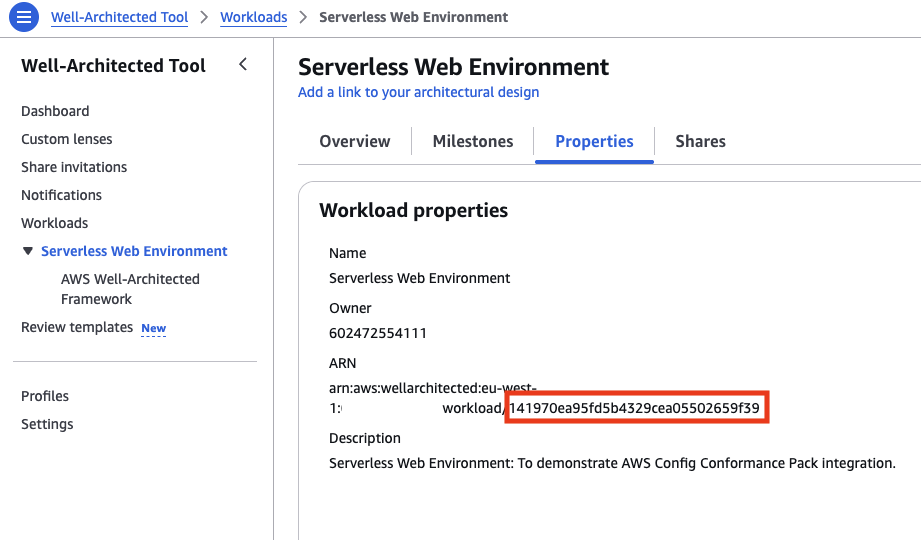 Well-Architected Tool > Workloads > Serverless Web Environment
Well-Architected Tool
Dashboard
Custom lenses
Share invitations
Notifications
Workloads
Serverless Web Environment
AWS Well-Architected
Framework
Review templates New
Profiles
Settings
Serverless Web Environment
Add a link to your architectural design
Overview
Milestones
Properties
Shares
Workload properties
Name
Serverless Web Environment
Owner
602472554111
ARN
arn:aws:wellarchitected:eu-west-
1: workload/141970ea95fd5b4329cea05502659f39
Description
Serverless Web Environment: To demonstrate AWS Config Conformance Pack integration.